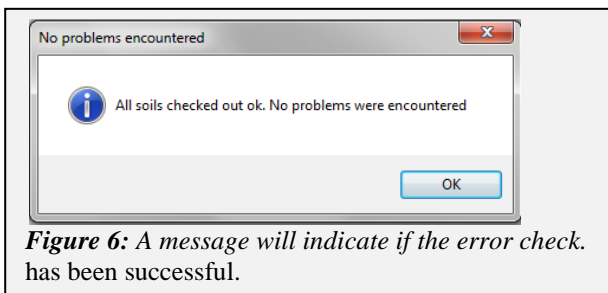 No problems encountered
All soils checked out ok. No problems were encountered
OK
Figure 6: A message will indicate if the error check.
has been successful.